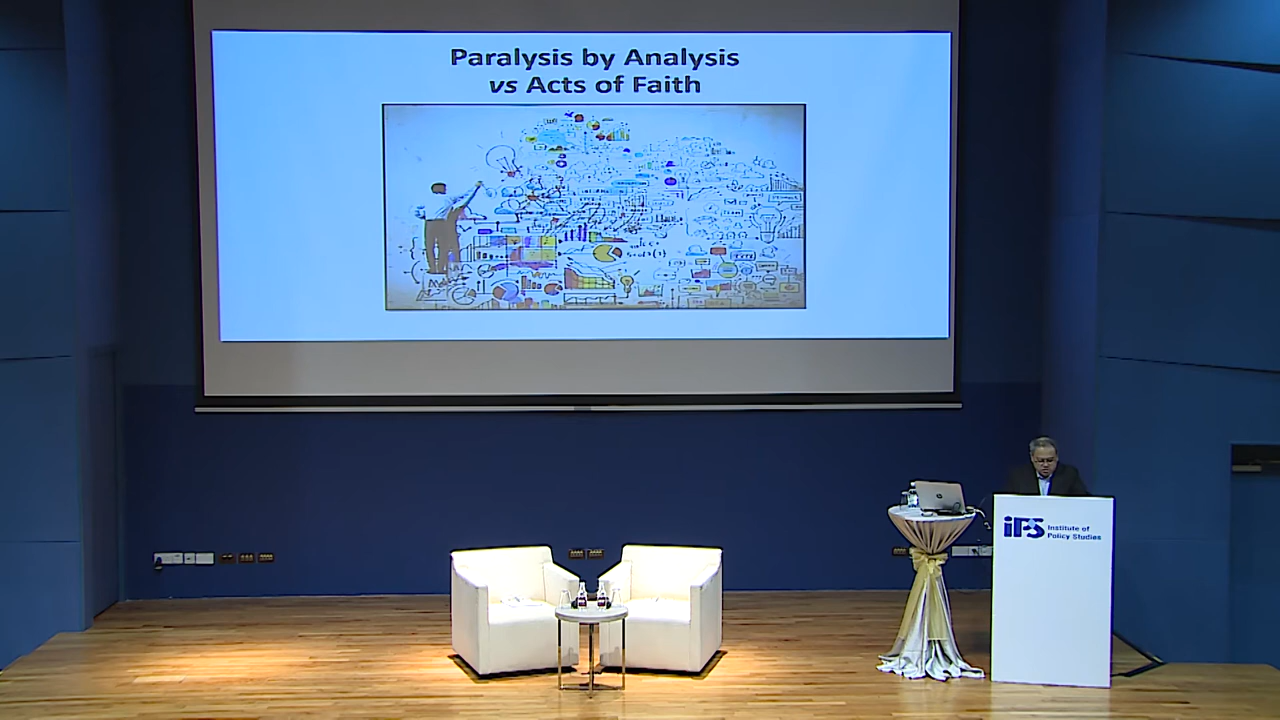 Paralysis by Analysis
vs Acts of Faith
iPS
Institute of
Policy Studies